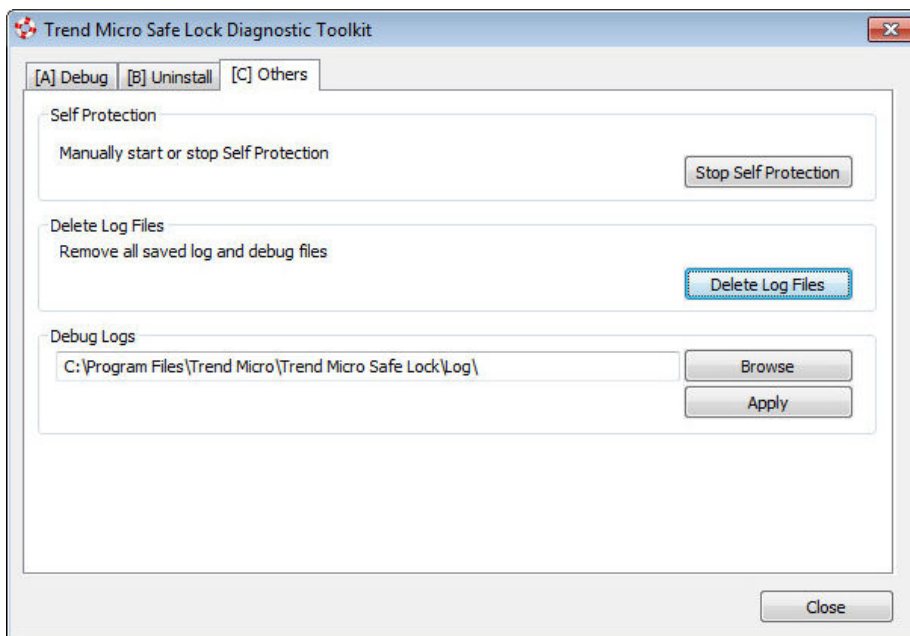 Trend Micro Safe Lock Diagnostic Toolkit
[A] Debug [B] Uninstall [C] Others
Self Protection
Manually start or stop Self Protection
Stop Self Protection
Delete Log Files
Remove all saved log and debug files
Delete Log Files
Debug Logs
C:\Program Files\Trend Micro\Trend Micro Safe Lock\Log\
Browse
Apply
Close